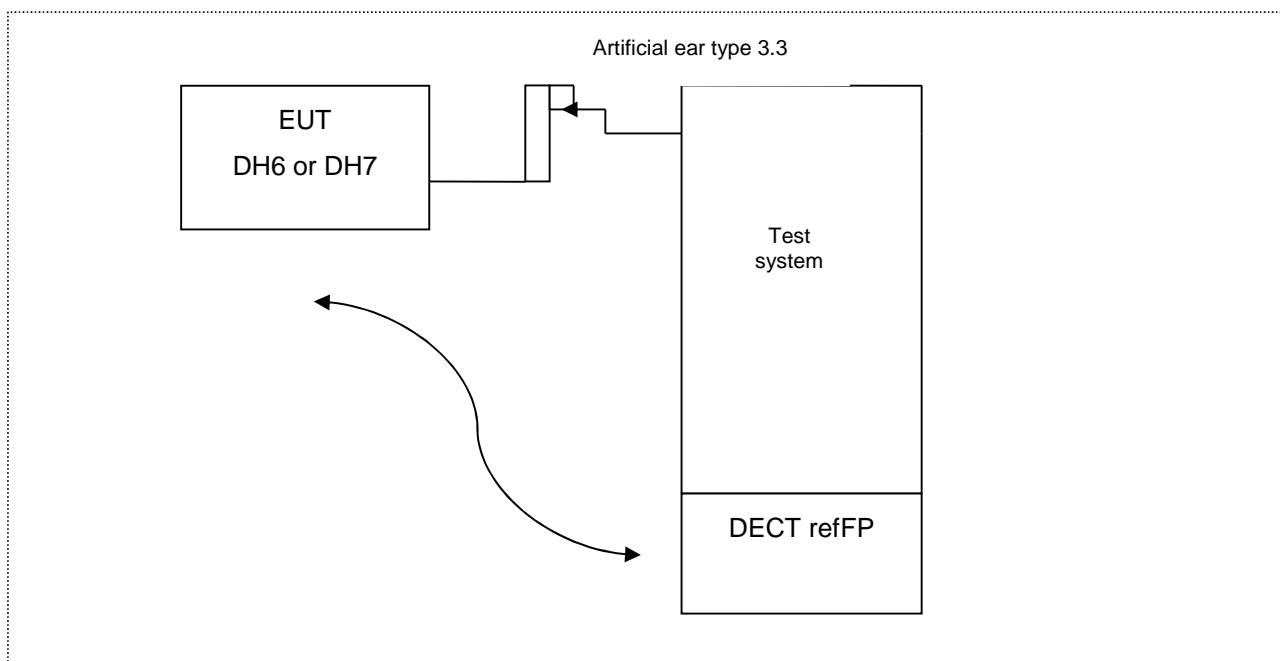 Artificial ear type 3.3
EUT
DH6 or DH7
Test
system
DECT refFP